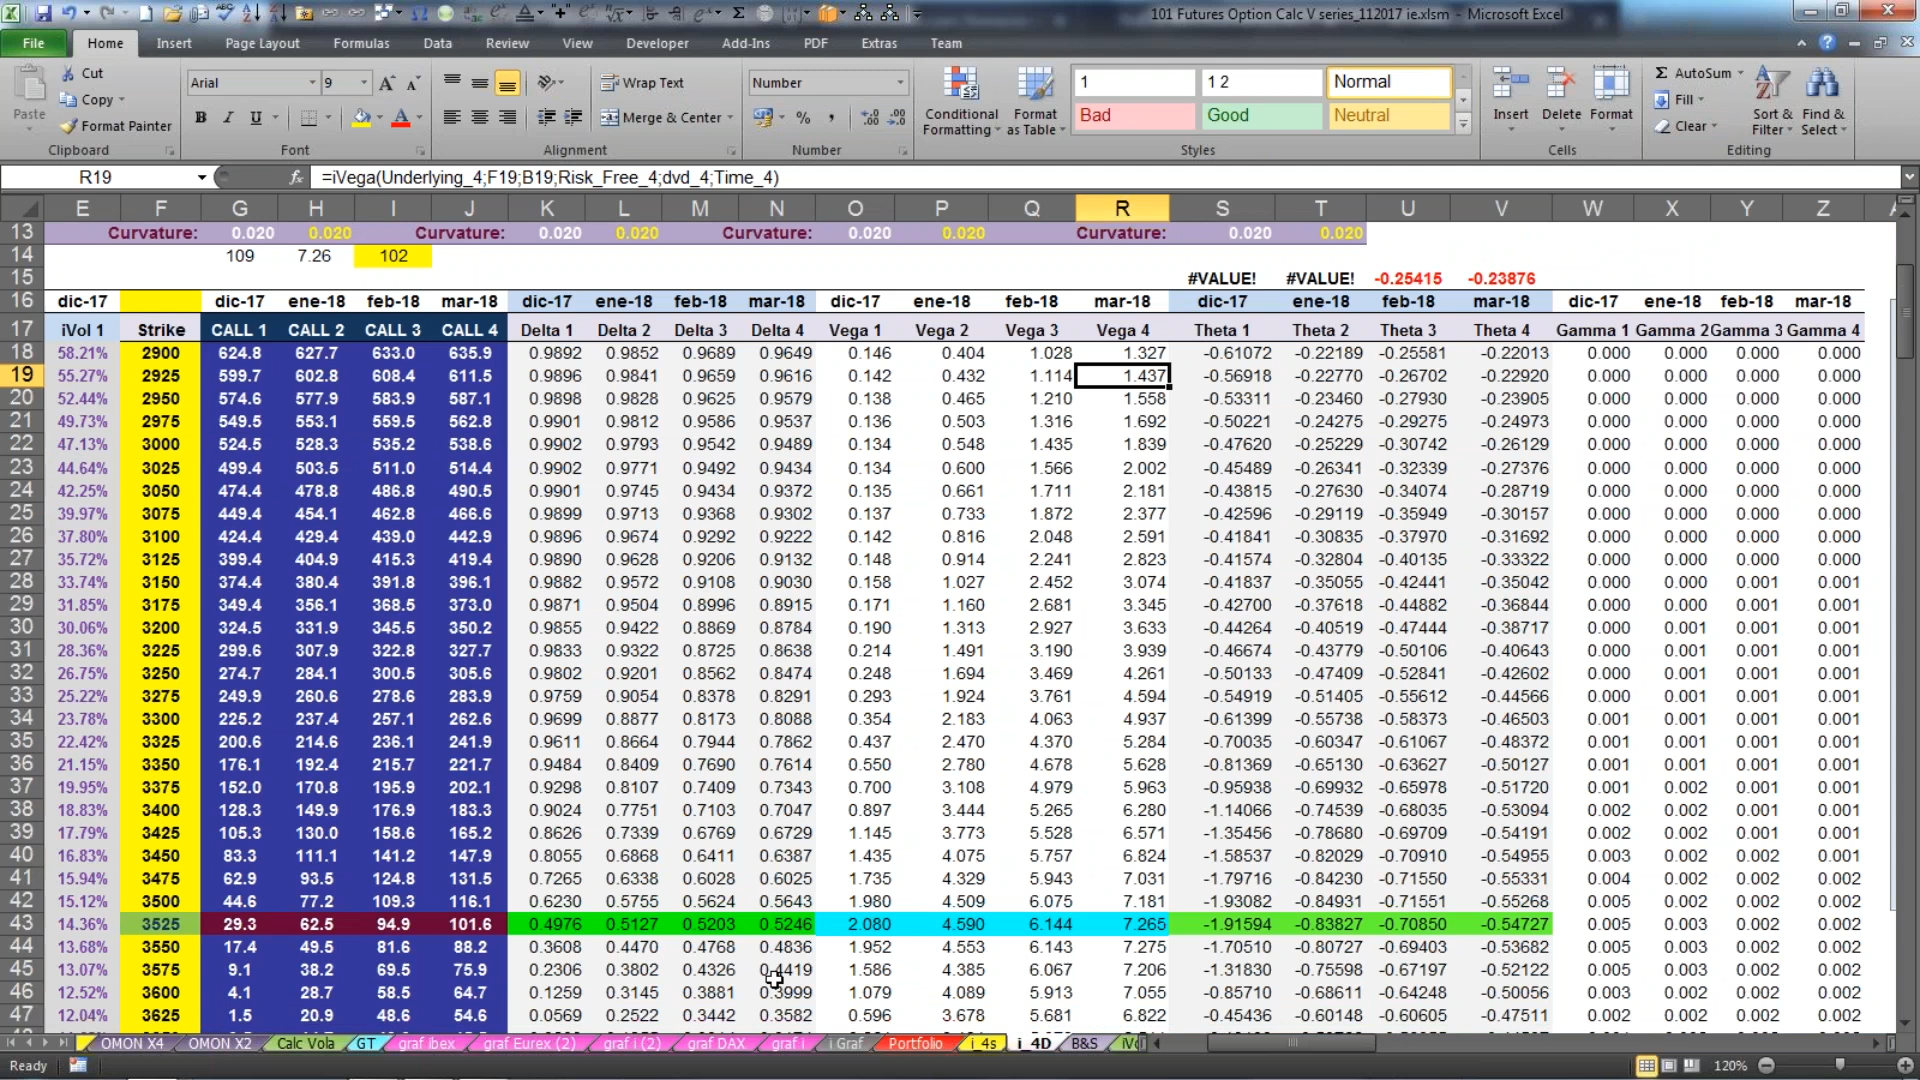 101 Futures Option Calc V series_112017 ie.xlsm - Microsoft Excel
File Home Insert Page Layout Formulas Data Review View Developer Add-Ins PDF Extras Team
Paste Cut Copy Format Painter Clipboard
Arial 9 B I U Font
Wrap Text Merge & Center Alignment
Number % Number
Conditional Formatting Format as Table 1 1 2 Normal Bad Good Neutral Styles
Insert Delete Format Cells
AutoSum Fill Clear Sort & Filter Find & Select Editing
R19 fx =iVega(Underlying_4;F19;B19;Risk_Free_4;dvd_4;Time_4)
E F G H I J K L M N O P Q R S T U V W X Y Z
13 Curvature: 0.020 0.020 Curvature: 0.020 0.020 Curvature: 0.020 0.020 Curvature: 0.020 0.020
14 109 7.26 102
15 #VALUE! #VALUE! -0.25415 -0.23876
16 dic-17 dic-17 ene-18 feb-18 mar-18 dic-17 ene-18 feb-18 mar-18 dic-17 ene-18 feb-18 mar-18 dic-17 ene-18 feb-18 mar-18 dic-17 ene-18 feb-18 mar-18
17 iVol 1 Strike CALL 1 CALL 2 CALL 3 CALL 4 Delta 1 Delta 2 Delta 3 Delta 4 Vega 1 Vega 2 Vega 3 Vega 4 Theta 1 Theta 2 Theta 3 Theta 4 Gamma 1 Gamma 2 Gamma 3 Gamma 4
18 58.21% 2900 624.8 627.7 633.0 635.9 0.9892 0.9852 0.9689 0.9649 0.146 0.404 1.028 1.327 -0.61072 -0.22189 -0.25581 -0.22013 0.000 0.000 0.000 0.000
19 55.27% 2925 599.7 602.8 608.4 611.5 0.9896 0.9841 0.9659 0.9616 0.142 0.432 1.114 1.437 -0.56918 -0.22770 -0.26702 -0.22920 0.000 0.000 0.000 0.000
20 52.44% 2950 574.6 577.9 583.9 587.1 0.9898 0.9828 0.9625 0.9579 0.138 0.465 1.210 1.558 -0.53311 -0.23460 -0.27930 -0.23905 0.000 0.000 0.000 0.000
21 49.73% 2975 549.5 553.1 559.5 562.8 0.9901 0.9812 0.9586 0.9537 0.136 0.503 1.316 1.692 -0.50221 -0.24275 -0.29275 -0.24973 0.000 0.000 0.000 0.000
22 47.13% 3000 524.5 528.3 535.2 538.6 0.9902 0.9793 0.9542 0.9489 0.134 0.548 1.435 1.839 -0.47620 -0.25229 -0.30742 -0.26129 0.000 0.000 0.000 0.000
23 44.64% 3025 499.4 503.5 511.0 514.4 0.9902 0.9771 0.9492 0.9434 0.134 0.600 1.566 2.002 -0.45489 -0.26341 -0.32339 -0.27376 0.000 0.000 0.000 0.000
24 42.25% 3050 474.4 478.8 486.8 490.5 0.9901 0.9745 0.9434 0.9372 0.135 0.661 1.711 2.181 -0.43815 -0.27630 -0.34074 -0.28719 0.000 0.000 0.000 0.000
25 39.97% 3075 449.4 454.1 462.8 466.6 0.9899 0.9713 0.9368 0.9302 0.137 0.733 1.872 2.377 -0.42596 -0.29119 -0.35949 -0.30157 0.000 0.000 0.000 0.000
26 37.80% 3100 424.4 429.4 439.0 442.9 0.9896 0.9674 0.9292 0.9222 0.142 0.816 2.048 2.591 -0.41841 -0.30835 -0.37970 -0.31692 0.000 0.000 0.000 0.000
27 35.72% 3125 399.4 404.9 415.3 419.4 0.9890 0.9628 0.9206 0.9132 0.148 0.914 2.241 2.823 -0.41574 -0.32804 -0.40135 -0.33322 0.000 0.000 0.000 0.000
28 33.74% 3150 374.4 380.4 391.8 396.1 0.9882 0.9572 0.9108 0.9030 0.158 1.027 2.452 3.074 -0.41837 -0.35055 -0.42441 -0.35042 0.000 0.000 0.001 0.001
29 31.85% 3175 349.4 356.1 368.5 373.0 0.9871 0.9504 0.8996 0.8915 0.171 1.160 2.681 3.345 -0.42700 -0.37618 -0.44882 -0.36844 0.000 0.000 0.001 0.001
30 30.06% 3200 324.5 331.9 345.5 350.2 0.9855 0.9422 0.8869 0.8784 0.190 1.313 2.927 3.633 -0.44264 -0.40519 -0.47444 -0.38717 0.000 0.001 0.001 0.001
31 28.36% 3225 299.6 307.9 322.8 327.7 0.9833 0.9322 0.8725 0.8638 0.214 1.491 3.190 3.939 -0.46674 -0.43779 -0.50106 -0.40643 0.000 0.001 0.001 0.001
32 26.75% 3250 274.7 284.1 300.5 305.6 0.9802 0.9201 0.8562 0.8474 0.248 1.694 3.469 4.261 -0.50133 -0.47409 -0.52841 -0.42602 0.000 0.001 0.001 0.001
33 25.22% 3275 249.9 260.6 278.6 283.9 0.9759 0.9054 0.8378 0.8291 0.293 1.924 3.761 4.594 -0.54919 -0.51405 -0.55612 -0.44566 0.000 0.001 0.001 0.001
34 23.78% 3300 225.2 237.4 257.1 262.6 0.9699 0.8877 0.8173 0.8088 0.354 2.183 4.063 4.937 -0.61399 -0.55738 -0.58373 -0.46503 0.001 0.001 0.001 0.001
35 22.42% 3325 200.6 214.6 236.1 241.9 0.9611 0.8664 0.7944 0.7862 0.437 2.470 4.370 5.284 -0.70035 -0.60347 -0.61067 -0.48372 0.001 0.001 0.001 0.001
36 21.15% 3350 176.1 192.4 215.7 221.7 0.9484 0.8409 0.7690 0.7614 0.550 2.780 4.678 5.628 -0.81369 -0.65130 -0.63627 -0.50127 0.001 0.001 0.001 0.001
37 19.95% 3375 152.0 170.8 195.9 202.1 0.9298 0.8107 0.7409 0.7343 0.700 3.108 4.979 5.963 -0.95938 -0.69932 -0.65978 -0.51720 0.001 0.002 0.001 0.001
38 18.83% 3400 128.3 149.9 176.9 183.3 0.9024 0.7751 0.7103 0.7047 0.897 3.444 5.265 6.280 -1.14066 -0.74539 -0.68035 -0.53094 0.002 0.002 0.001 0.001
39 17.79% 3425 105.3 130.0 158.6 165.2 0.8626 0.7339 0.6769 0.6729 1.145 3.773 5.528 6.571 -1.35456 -0.78680 -0.69709 -0.54191 0.002 0.002 0.001 0.001
40 16.83% 3450 83.3 111.1 141.2 147.9 0.8055 0.6868 0.6411 0.6387 1.435 4.075 5.757 6.824 -1.58537 -0.82029 -0.70910 -0.54955 0.003 0.002 0.002 0.001
41 15.94% 3475 62.9 93.5 124.8 131.5 0.7265 0.6338 0.6028 0.6025 1.735 4.329 5.943 7.031 -1.79716 -0.84230 -0.71550 -0.55331 0.004 0.002 0.002 0.002
42 15.12% 3500 44.6 77.2 109.3 116.1 0.6230 0.5755 0.5624 0.5643 1.980 4.509 6.075 7.181 -1.93082 -0.84931 -0.71551 -0.55268 0.005 0.002 0.002 0.002
43 14.36% 3525 29.3 62.5 94.9 101.6 0.4976 0.5127 0.5203 0.5246 2.080 4.590 6.144 7.265 -1.91594 -0.83827 -0.70850 -0.54727 0.005 0.003 0.002 0.002
44 13.68% 3550 17.4 49.5 81.6 88.2 0.3608 0.4470 0.4768 0.4836 1.952 4.553 6.143 7.275 -1.70510 -0.80727 -0.69403 -0.53682 0.005 0.003 0.002 0.002
45 13.07% 3575 9.1 38.2 69.5 75.9 0.2306 0.3802 0.4326 0.4419 1.586 4.385 6.067 7.206 -1.31830 -0.75598 -0.67197 -0.52122 0.005 0.003 0.002 0.002
46 12.52% 3600 4.1 28.7 58.5 64.7 0.1259 0.3145 0.3881 0.3999 1.079 4.089 5.913 7.055 -0.85710 -0.68611 -0.64248 -0.50056 0.003 0.002 0.002 0.002
47 12.04% 3625 1.5 20.9 48.6 54.6 0.0569 0.2522 0.3442 0.3582 0.596 3.678 5.681 6.822 -0.45436 -0.60148 -0.60605 -0.47511 0.002 0.002 0.002 0.002
OMON X4 OMON X2 Calc Vola GT graf ibex graf Eurex (2) graf i (2) graf DAX graf i i Graf Portfolio i_4s i_4D B&S
Ready 120%